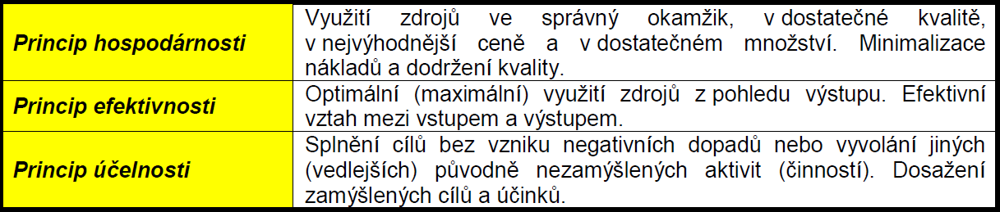 Princip hospodárnosti
Využití zdrojů ve správný okamžik, v dostatečné kvalitě,
v nejvýhodnější ceně a v dostatečném množství. Minimalizace
nákladů a dodržení kvality.
Princip efektivnosti
Optimální (maximální) využití zdrojů z pohledu výstupu. Efektivní
vztah mezi vstupem a výstupem.
Princip účelnosti
Splnění cílů bez vzniku negativních dopadů nebo vyvolání jiných
(vedlejších) původně nezamýšlených aktivit (činností). Dosažení
zamýšlených cílů a účinků.